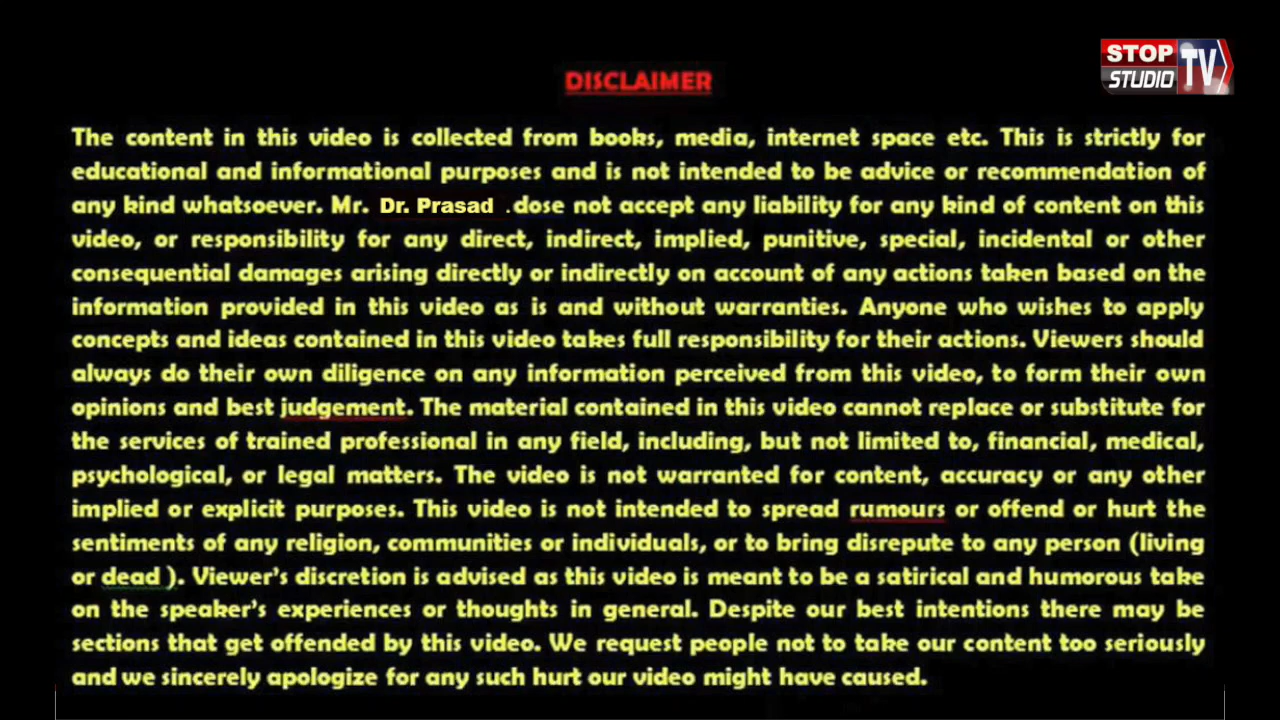 STOP
STUDIO TV
DISCLAIMER
The content in this video is collected from books, media, internet space etc. This is strictly for
educational and informational purposes and is not intended to be advice or recommendation of
any kind whatsoever. Mr. Dr. Prasad .dose not accept any liability for any kind of content on this
video, or responsibility for any direct, indirect, implied, punitive, special, incidental or other
consequential damages arising directly or indirectly on account of any actions taken based on the
information provided in this video as is and without warranties. Anyone who wishes to apply
concepts and ideas contained in this video takes full responsibility for their actions. Viewers should
always do their own diligence on any information perceived from this video, to form their own
opinions and best judgement. The material contained in this video cannot replace or substitute for
the services of trained professional in any field, including, but not limited to, financial, medical,
psychological, or legal matters. The video is not warranted for content, accuracy or any other
implied or explicit purposes. This video is not intended to spread rumours or offend or hurt the
sentiments of any religion, communities or individuals, or to bring disrepute to any person (living
or dead ). Viewer's discretion is advised as this video is meant to be a satirical and humorous take
on the speaker's experiences or thoughts in general. Despite our best intentions there may be
sections that get offended by this video. We request people not to take our content too seriously
and we sincerely apologize for any such hurt our video might have caused.